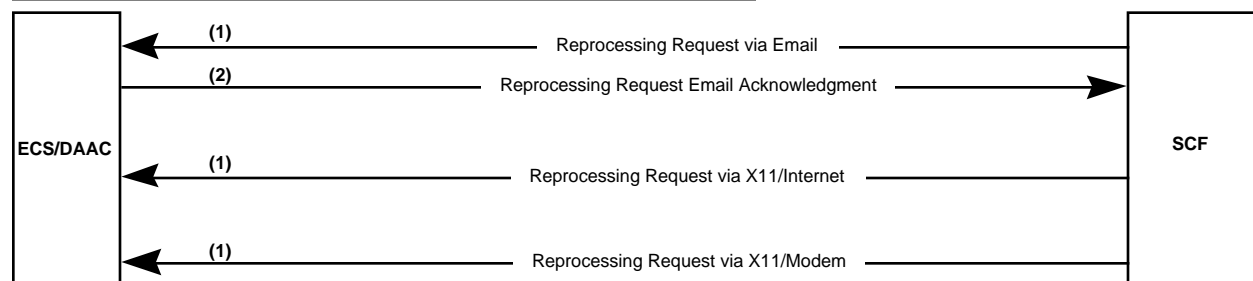 (1)
Reprocessing Request via Email
(2)
Reprocessing Request Email Acknowledgment
ECS/DAAC
SCF
(1)
Reprocessing Request via X11/Internet
(1)
Reprocessing Request via X11/Modem